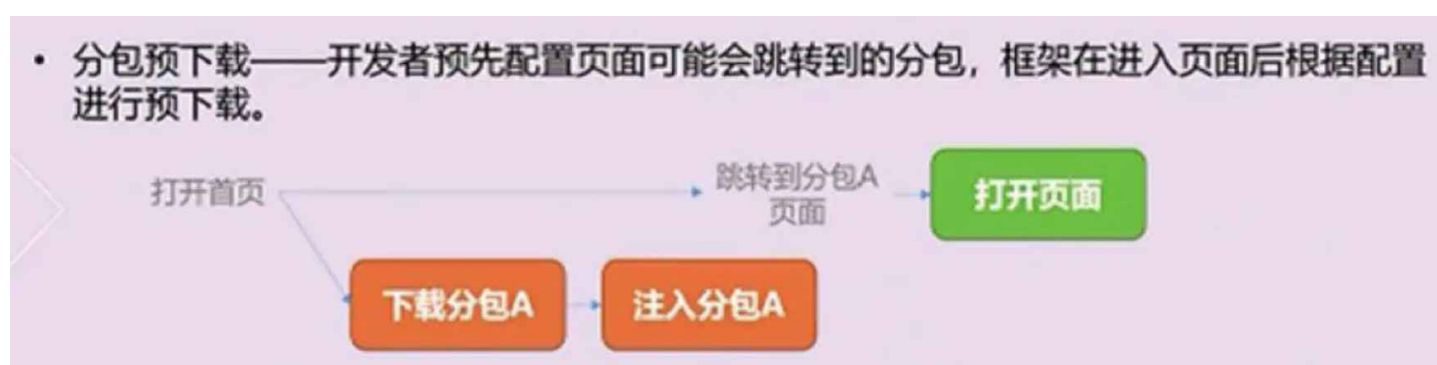 • 分包预下载——开发者预先配置页面可能会跳转到的分包，框架在进入页面后根据配置
进行预下载。
打开首页
跳转到分包A
页面
打开页面
下载分包A
注入分包A